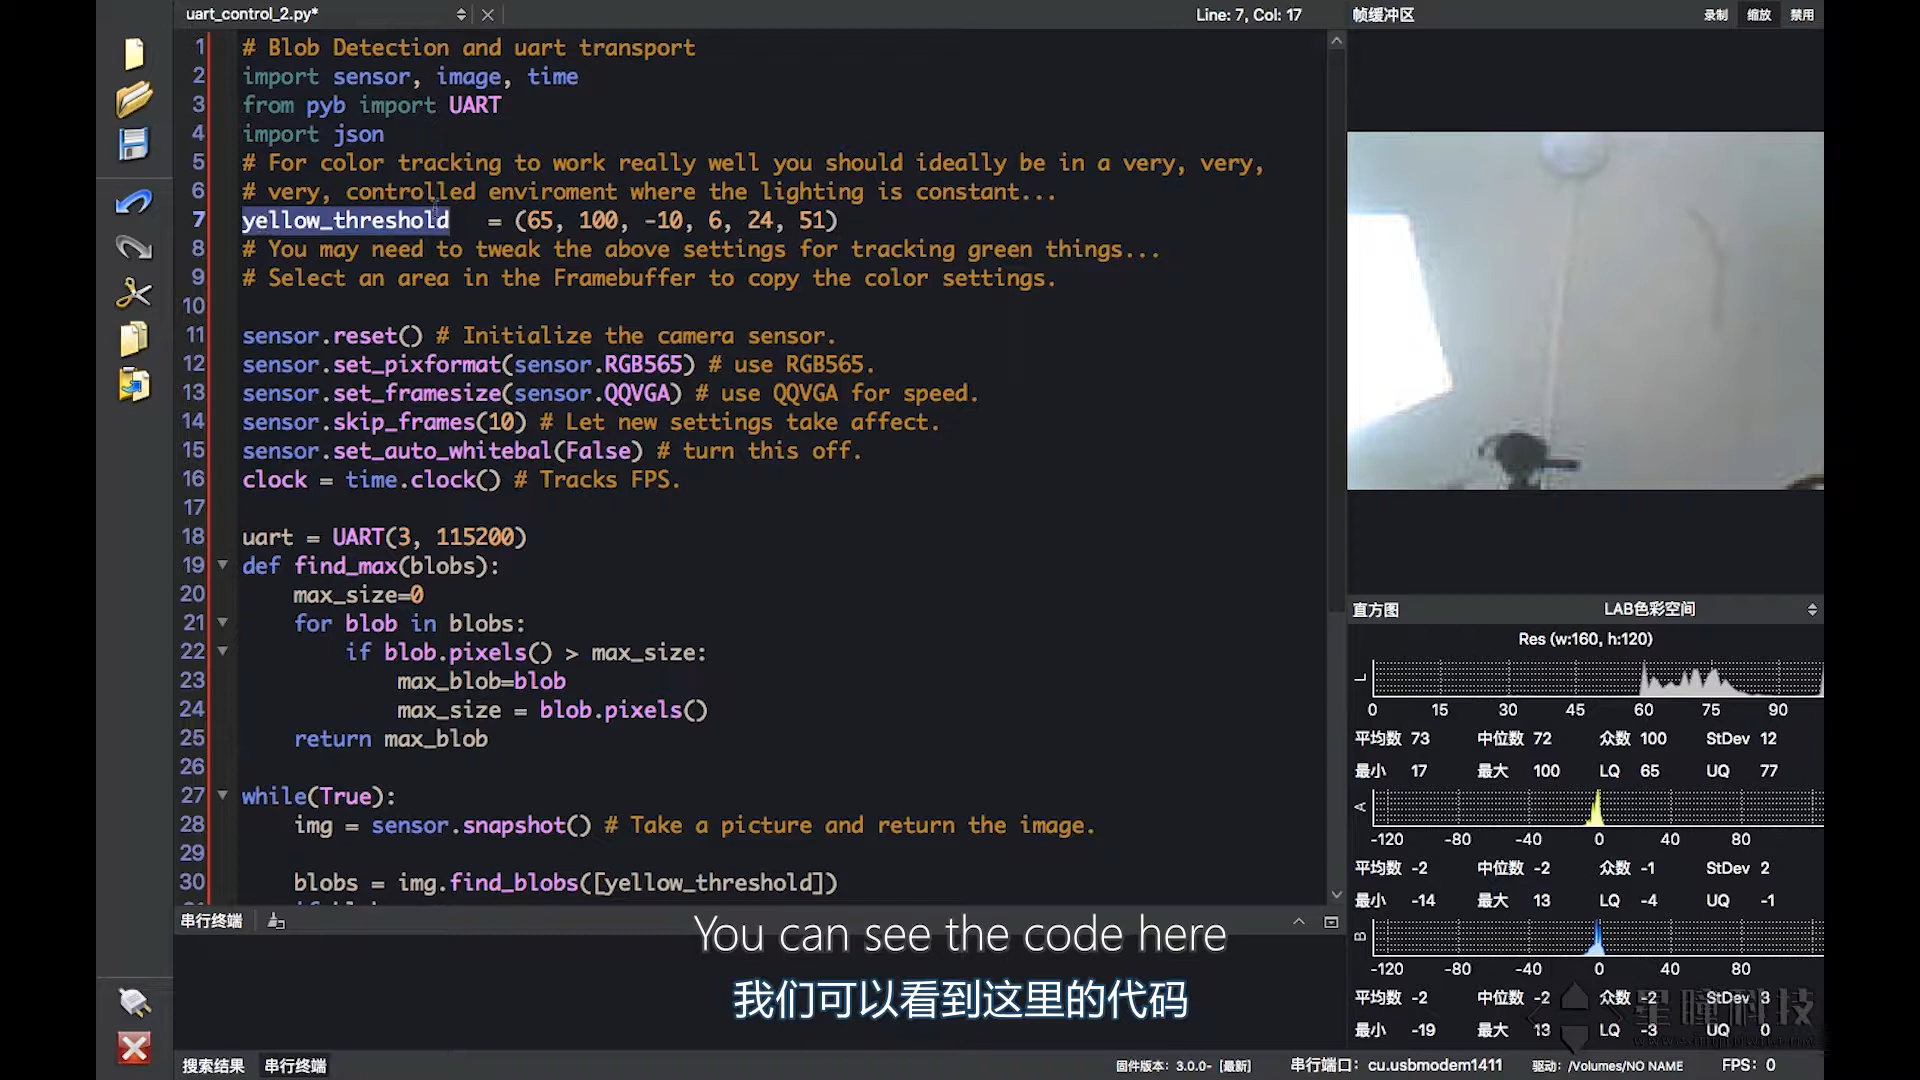 uart_control_2.py*
Line: 7, Col: 17
帧缓冲区
录制 缩放 禁用
1 # Blob Detection and uart transport
2 import sensor, image, time
3 from pyb import UART
4 import json
5 # For color tracking to work really well you should ideally be in a very, very,
6 # very, controlled enviroment where the lighting is constant...
7 yellow_threshold   = (65, 100, -10, 6, 24, 51)
8 # You may need to tweak the above settings for tracking green things...
9 # Select an area in the Framebuffer to copy the color settings.
10
11 sensor.reset() # Initialize the camera sensor.
12 sensor.set_pixformat(sensor.RGB565) # use RGB565.
13 sensor.set_framesize(sensor.QQVGA) # use QQVGA for speed.
14 sensor.skip_frames(10) # Let new settings take affect.
15 sensor.set_auto_whitebal(False) # turn this off.
16 clock = time.clock() # Tracks FPS.
17
18 uart = UART(3, 115200)
19 def find_max(blobs):
20     max_size=0
21     for blob in blobs:
22         if blob.pixels() > max_size:
23             max_blob=blob
24             max_size = blob.pixels()
25     return max_blob
26
27 while(True):
28     img = sensor.snapshot() # Take a picture and return the image.
29
30     blobs = img.find_blobs([yellow_threshold])
直方图 LAB色彩空间
Res (w:160, h:120)
L
0 15 30 45 60 75 90
平均数 73 中位数 72 众数 100 StDev 12
最小 17 最大 100 LQ 65 UQ 77
A
-120 -80 -40 0 40 80
平均数 -2 中位数 -2 众数 -1 StDev 2
最小 -14 最大 13 LQ -4 UQ -1
B
-120 -80 -40 0 40 80
平均数 -2 中位数 -2 众数 -2 StDev 3
最小 -19 最大 13 LQ -3 UQ 0
星瞳科技
串行终端
You can see the code here
我们可以看到这里的代码
搜索结果 串行终端
固件版本: 3.0.0- [最新] 串行端口: cu.usbmodem1411 驱动: /Volumes/NO NAME FPS: 0